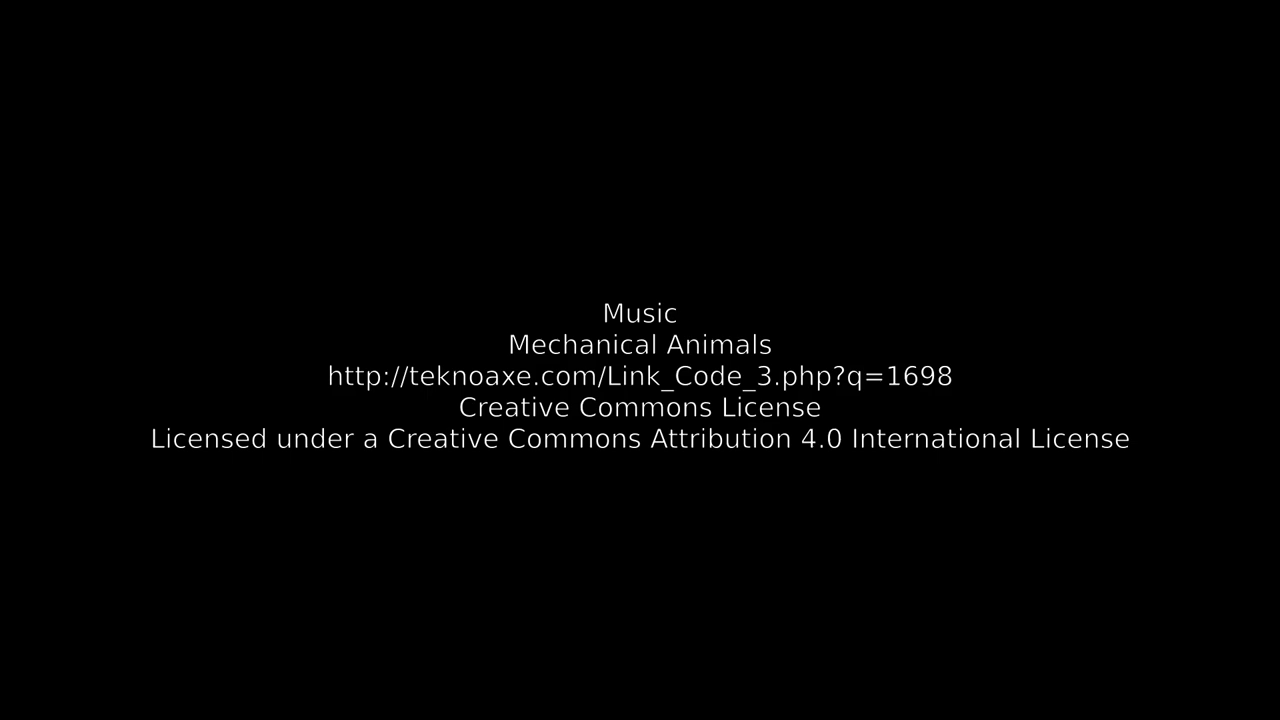 Music
Mechanical Animals
http://teknoaxe.com/Link_Code_3.php?q=1698
Creative Commons License
Licensed under a Creative Commons Attribution 4.0 International License